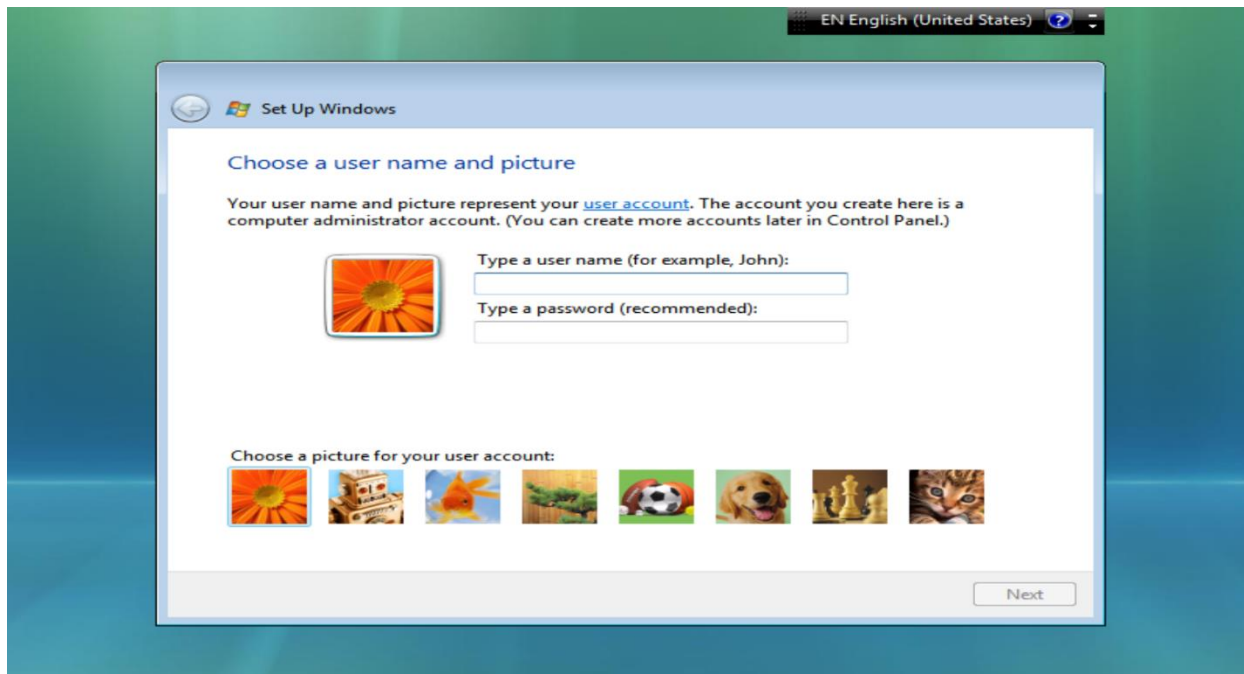 EN English (United States)
Set Up Windows
Choose a user name and picture
Your user name and picture represent your user account. The account you create here is a
computer administrator account. (You can create more accounts later in Control Panel.)
Type a user name (for example, John):
Type a password (recommended):
Choose a picture for your user account:
Next